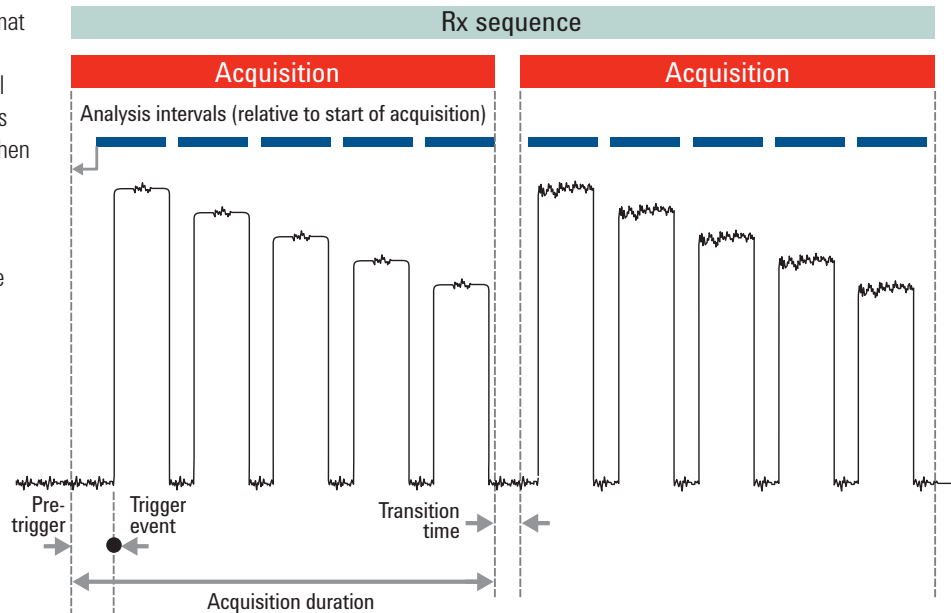 Rx sequence
Acquisition
Acquisition
Analysis intervals (relative to start of acquisition)
Pre-
trigger
Trigger
event
Transition
time
Acquisition duration